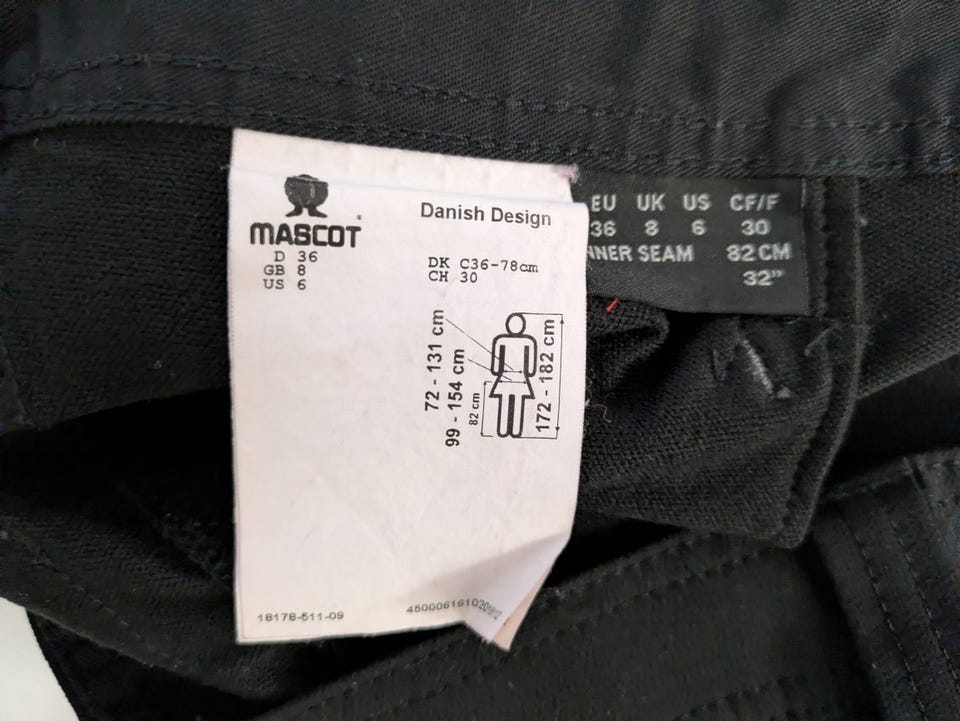 MASCOT
D 36
GB 8
US 6
Danish Design
DK C36-78cm
CH 30
72 - 131 cm
99 - 154 cm
82 cm
172 - 182 cm
18178-511-09
EU UK US CF/F
36 8 6 30
NNER SEAM 82CM
32"